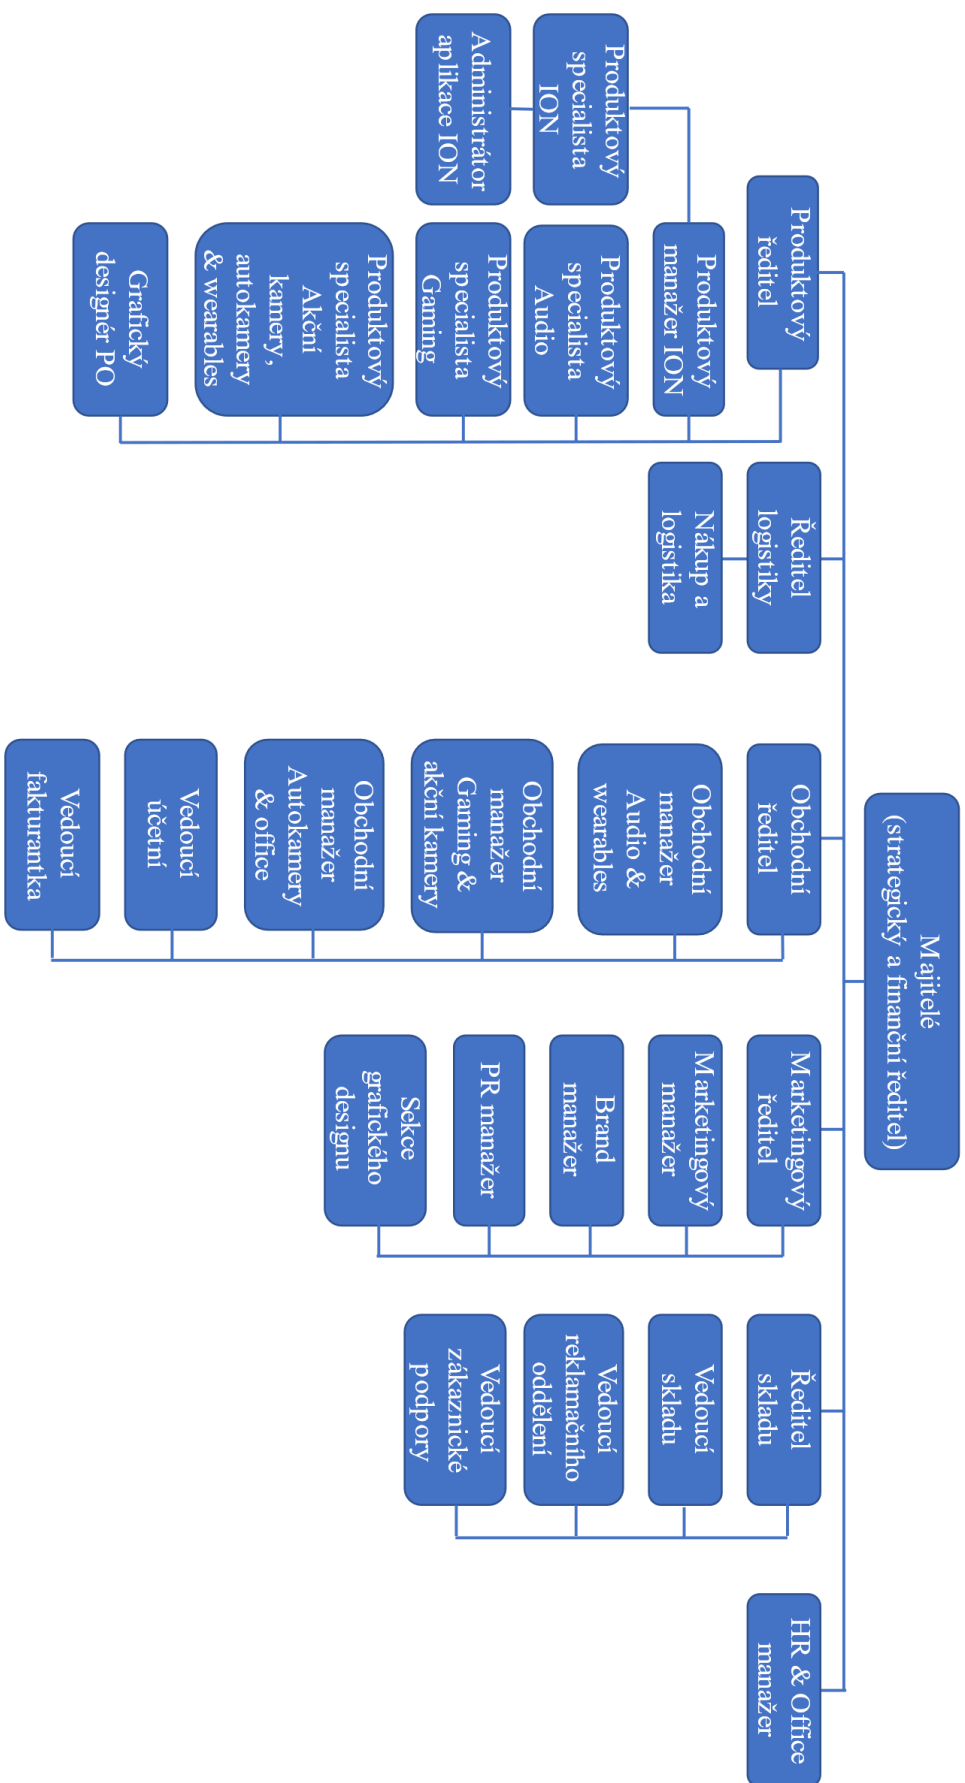 Majitelé
(strategický a finanční ředitel)
Produktový
ředitel
Produktový
manažer ION
Produktový
specialista
ION
Administrátor
aplikace ION
Produktový
specialista
Audio
Produktový
specialista
Gaming
Produktový
specialista
Akční
kamery,
autokamery
& wearables
Grafický
designér PO
Ředitel
logistiky
Nákup a
logistika
Obchodní
ředitel
Obchodní
manažer
Audio &
wearables
Obchodní
manažer
Gaming &
akční kamery
Obchodní
manažer
Autokamery
& office
Vedoucí
účetní
Vedoucí
fakturantka
Marketingový
ředitel
Marketingový
manažer
Brand
manažer
PR manažer
Sekce
grafického
designu
Ředitel
skladu
Vedoucí
skladu
Vedoucí
reklamačního
oddělení
Vedoucí
zákaznické
podpory
HR & Office
manažer